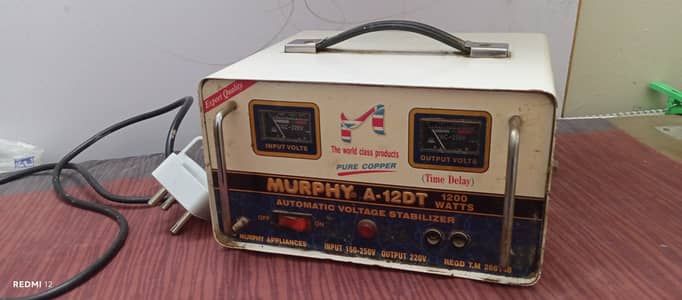 Export Quality
INPUT VOLTS
The world class products
PURE COPPER
OUTPUT VOLTS
(Time Delay)
MURPHY® A-12DT 1200 WATTS
AUTOMATIC VOLTAGE STABILIZER
OFF ON
MURPHY APPLIANCES INPUT 160-250V OUTPUT 220V REGD T.M
REDMI 12